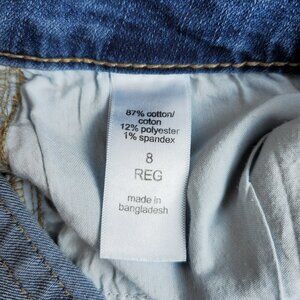 87% cotton/
coton
12% polyester
1% spandex
8
REG
made in
bangladesh